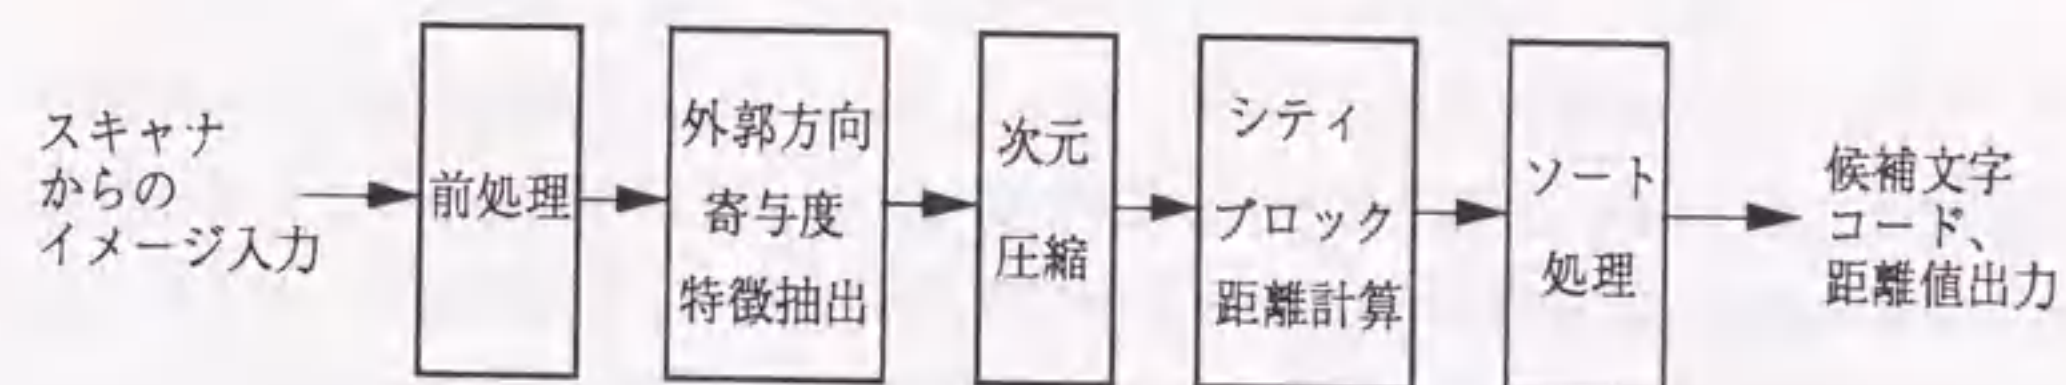 スキャナ
からの
イメージ入力
前処理
外郭方向
寄与度
特徴抽出
次元
圧縮
シティ
ブロック
距離計算
ソート
処理
候補文字
コード、
距離値出力